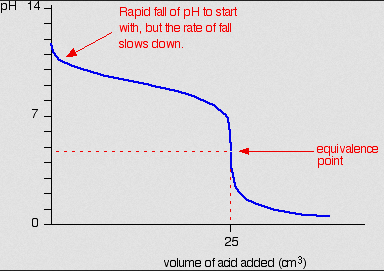 pH
14
Rapid fall of pH to start
with, but the rate of fall
slows down.
7
equivalence
point
0
25
volume of acid added (cm³)